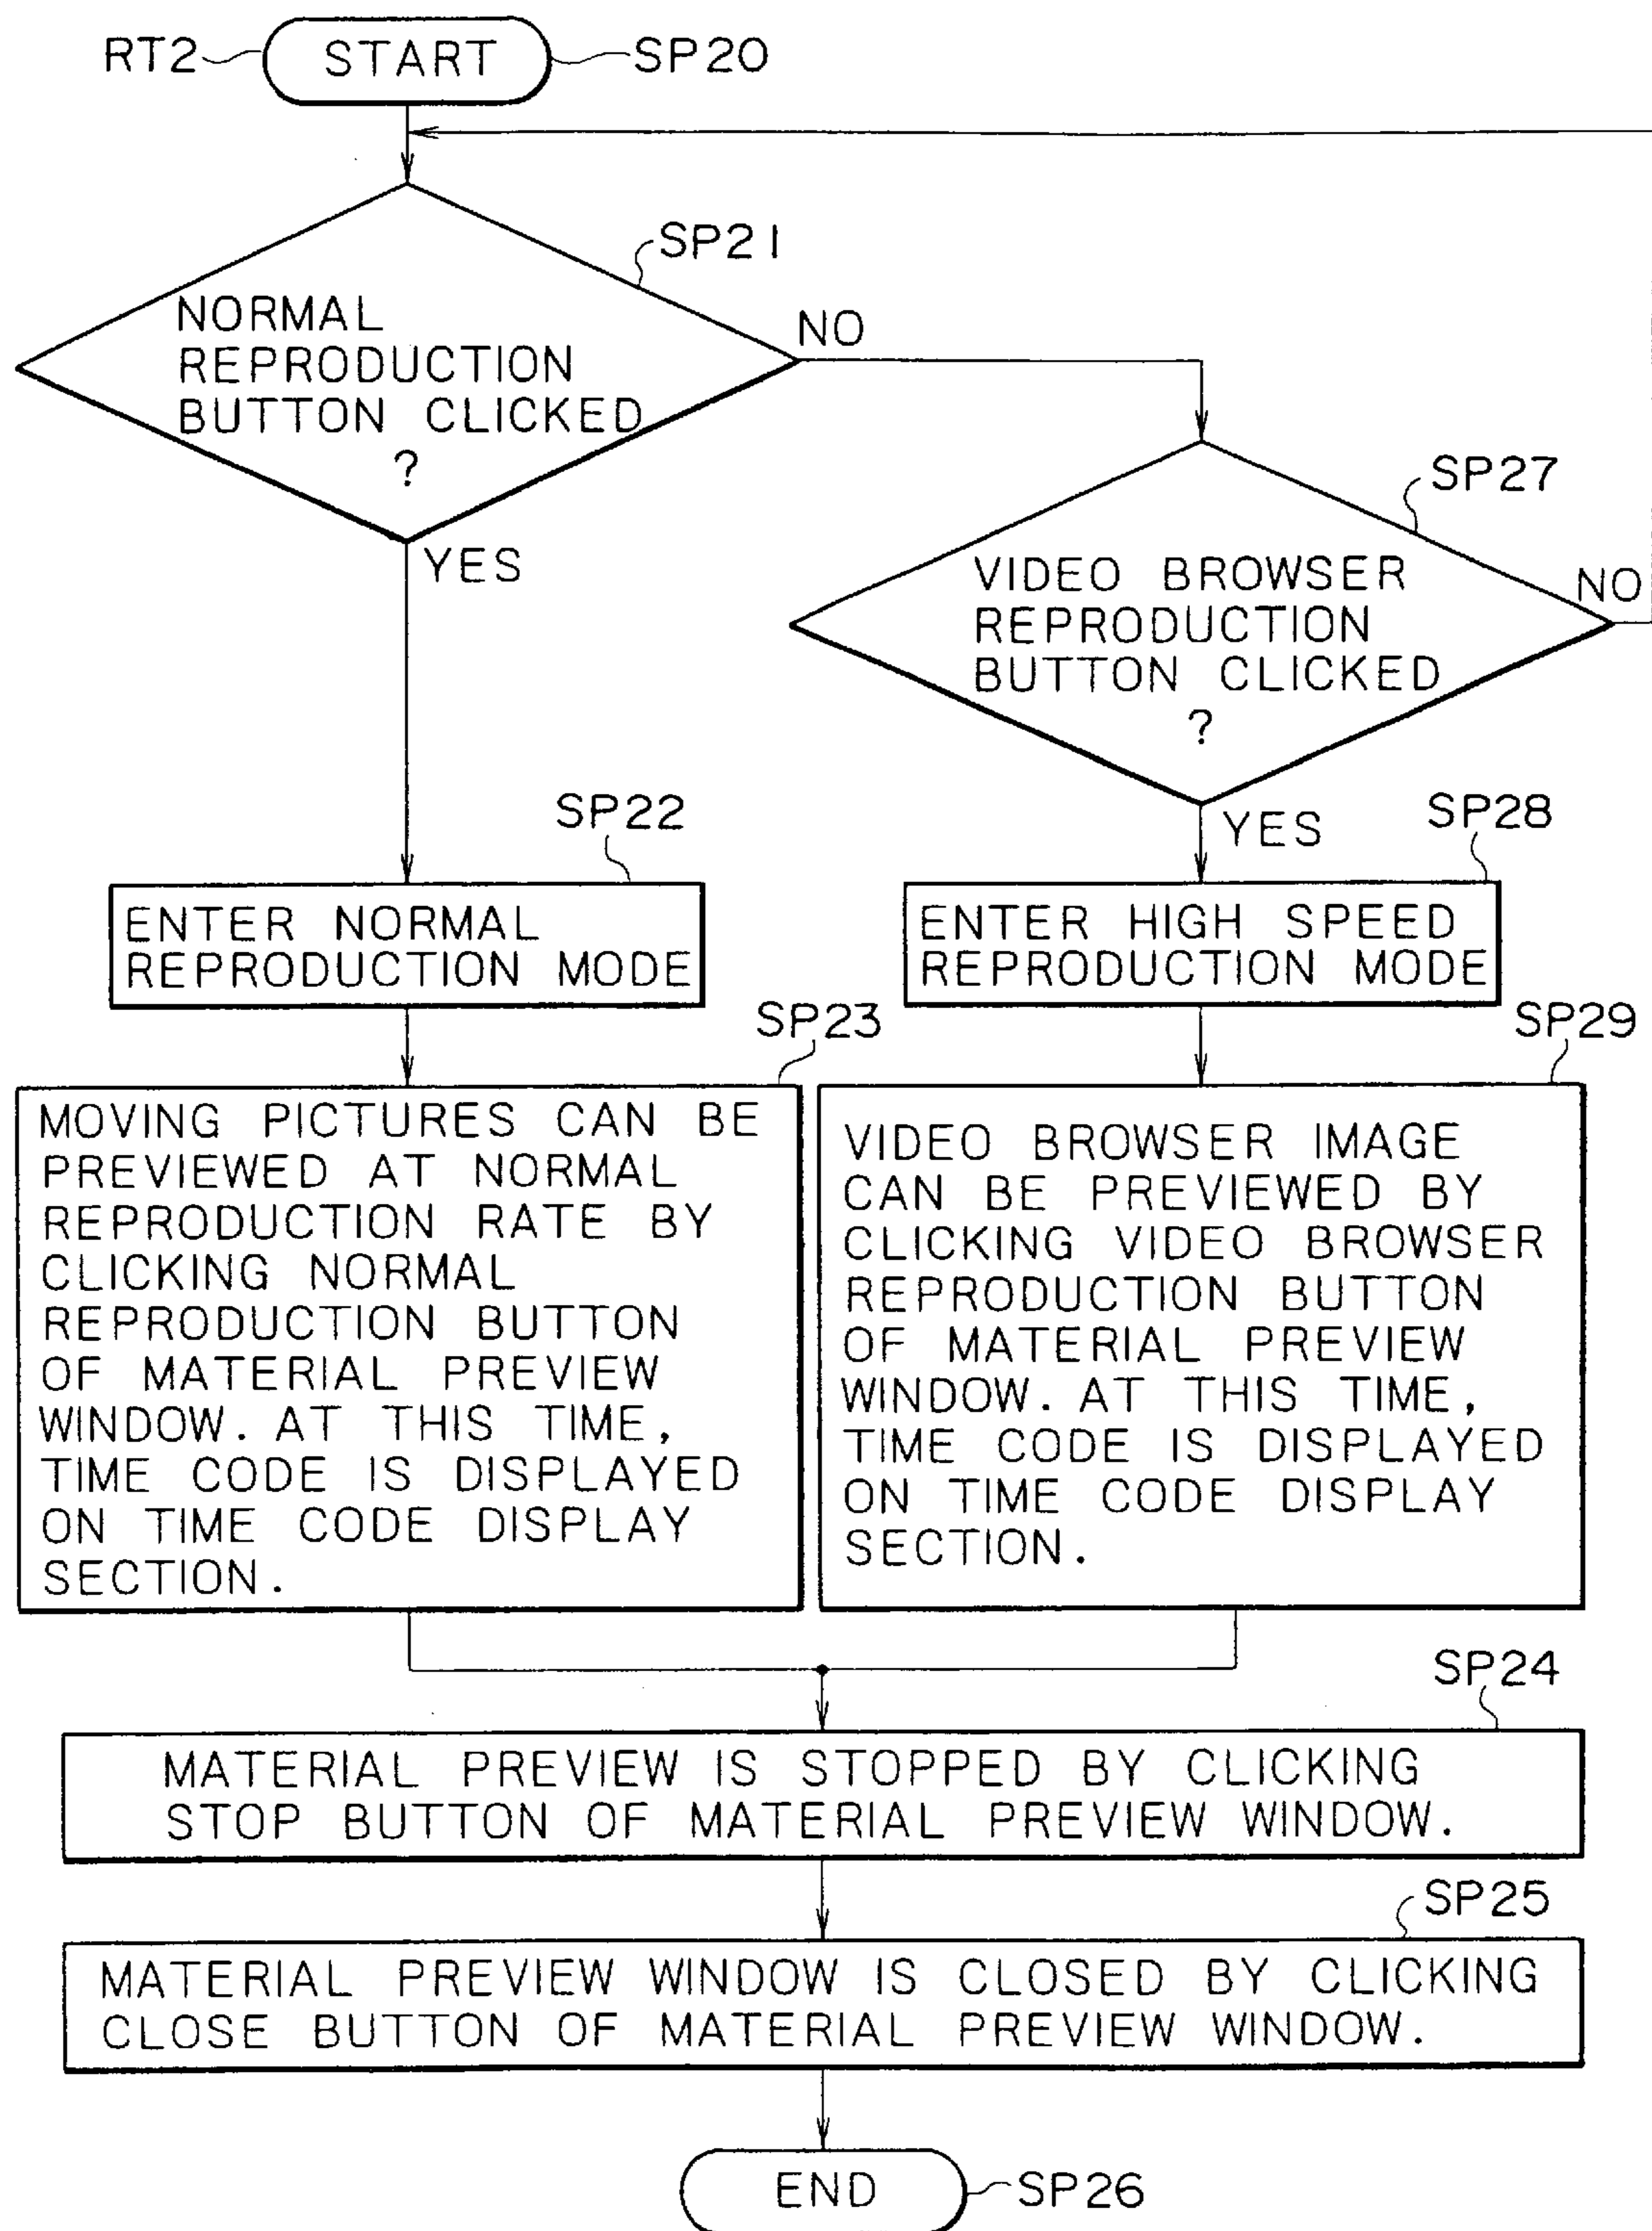 RT2 START SP20
SP21
NORMAL
REPRODUCTION
BUTTON CLICKED
?
NO
YES
SP27
VIDEO BROWSER
REPRODUCTION
BUTTON CLICKED
?
NO
YES
SP22
ENTER NORMAL
REPRODUCTION MODE
SP28
ENTER HIGH SPEED
REPRODUCTION MODE
SP23
MOVING PICTURES CAN BE
PREVIEWED AT NORMAL
REPRODUCTION RATE BY
CLICKING NORMAL
REPRODUCTION BUTTON
OF MATERIAL PREVIEW
WINDOW. AT THIS TIME,
TIME CODE IS DISPLAYED
ON TIME CODE DISPLAY
SECTION.
SP29
VIDEO BROWSER IMAGE
CAN BE PREVIEWED BY
CLICKING VIDEO BROWSER
REPRODUCTION BUTTON
OF MATERIAL PREVIEW
WINDOW. AT THIS TIME,
TIME CODE IS DISPLAYED
ON TIME CODE DISPLAY
SECTION.
SP24
MATERIAL PREVIEW IS STOPPED BY CLICKING
STOP BUTTON OF MATERIAL PREVIEW WINDOW.
SP25
MATERIAL PREVIEW WINDOW IS CLOSED BY CLICKING
CLOSE BUTTON OF MATERIAL PREVIEW WINDOW.
END SP26